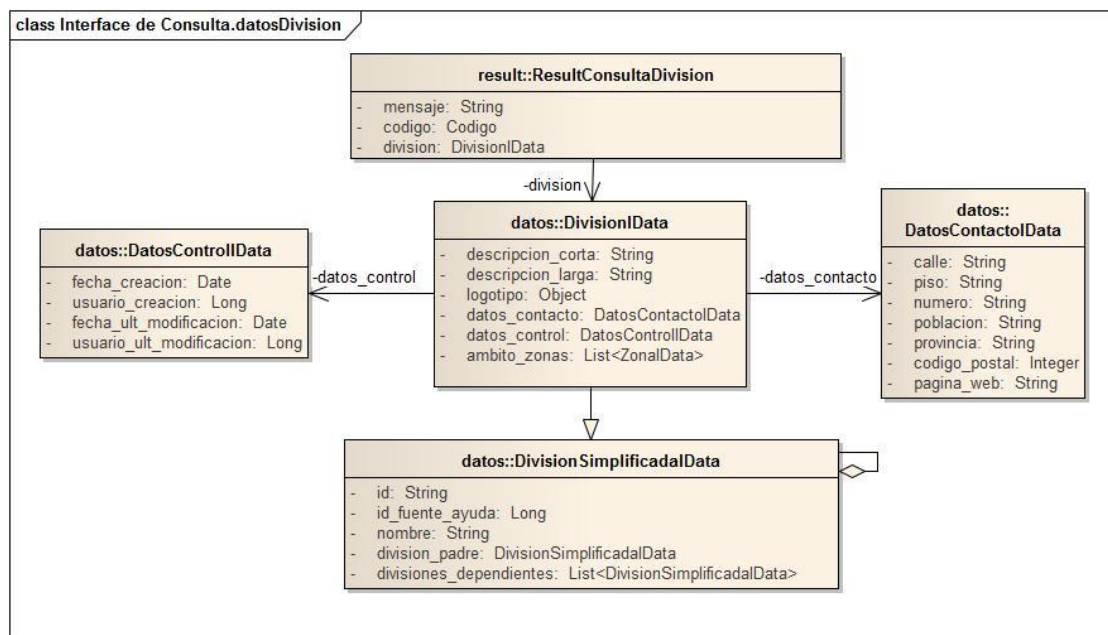 class Interface de Consulta.datosDivision
result::ResultConsultaDivision
- mensaje: String
- codigo: Codigo
- division: DivisionIData
-division
datos::DatosControlIData
- fecha_creacion: Date
- usuario_creacion: Long
- fecha_ult_modificacion: Date
- usuario_ult_modificacion: Long
-datos_control
datos::DivisionIData
- descripcion_corta: String
- descripcion_larga: String
- logotipo: Object
- datos_contacto: DatosContactoIData
- datos_control: DatosControlIData
- ambito_zonas: List<ZonaIData>
-datos_contacto
datos::
DatosContactoIData
- calle: String
- piso: String
- numero: String
- poblacion: String
- provincia: String
- codigo_postal: Integer
- pagina_web: String
datos::DivisionSimplificadaIData
- id: String
- id_fuente_ayuda: Long
- nombre: String
- division_padre: DivisionSimplificadaIData
- divisiones_dependientes: List<DivisionSimplificadaIData>